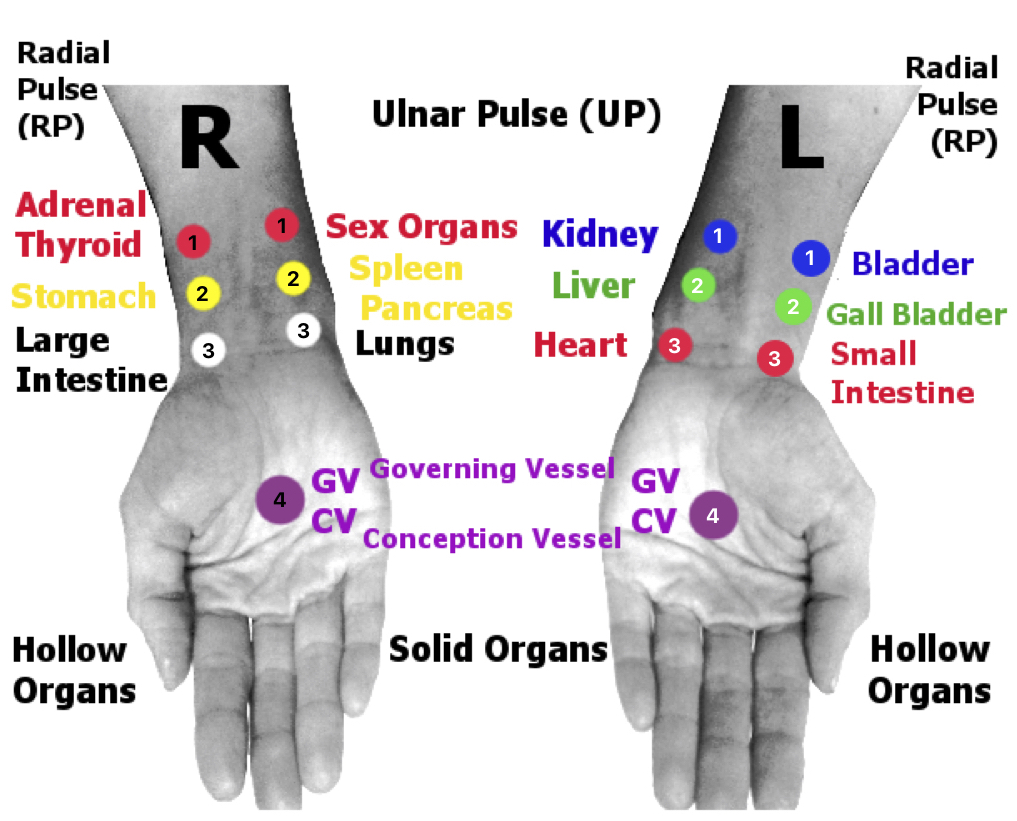 Radial
Pulse
(RP)
R
Ulnar Pulse (UP)
L
Radial
Pulse
(RP)
Adrenal
Thyroid
1
1
Sex Organs
Stomach
2
2
Spleen
Pancreas
Large
Intestine
3
3
Lungs
Kidney
1
1
Bladder
Liver
2
2
Gall Bladder
Heart
3
3
Small
Intestine
4
GV
CV
Governing Vessel
Conception Vessel
GV
CV
4
Hollow
Organs
Solid Organs
Hollow
Organs